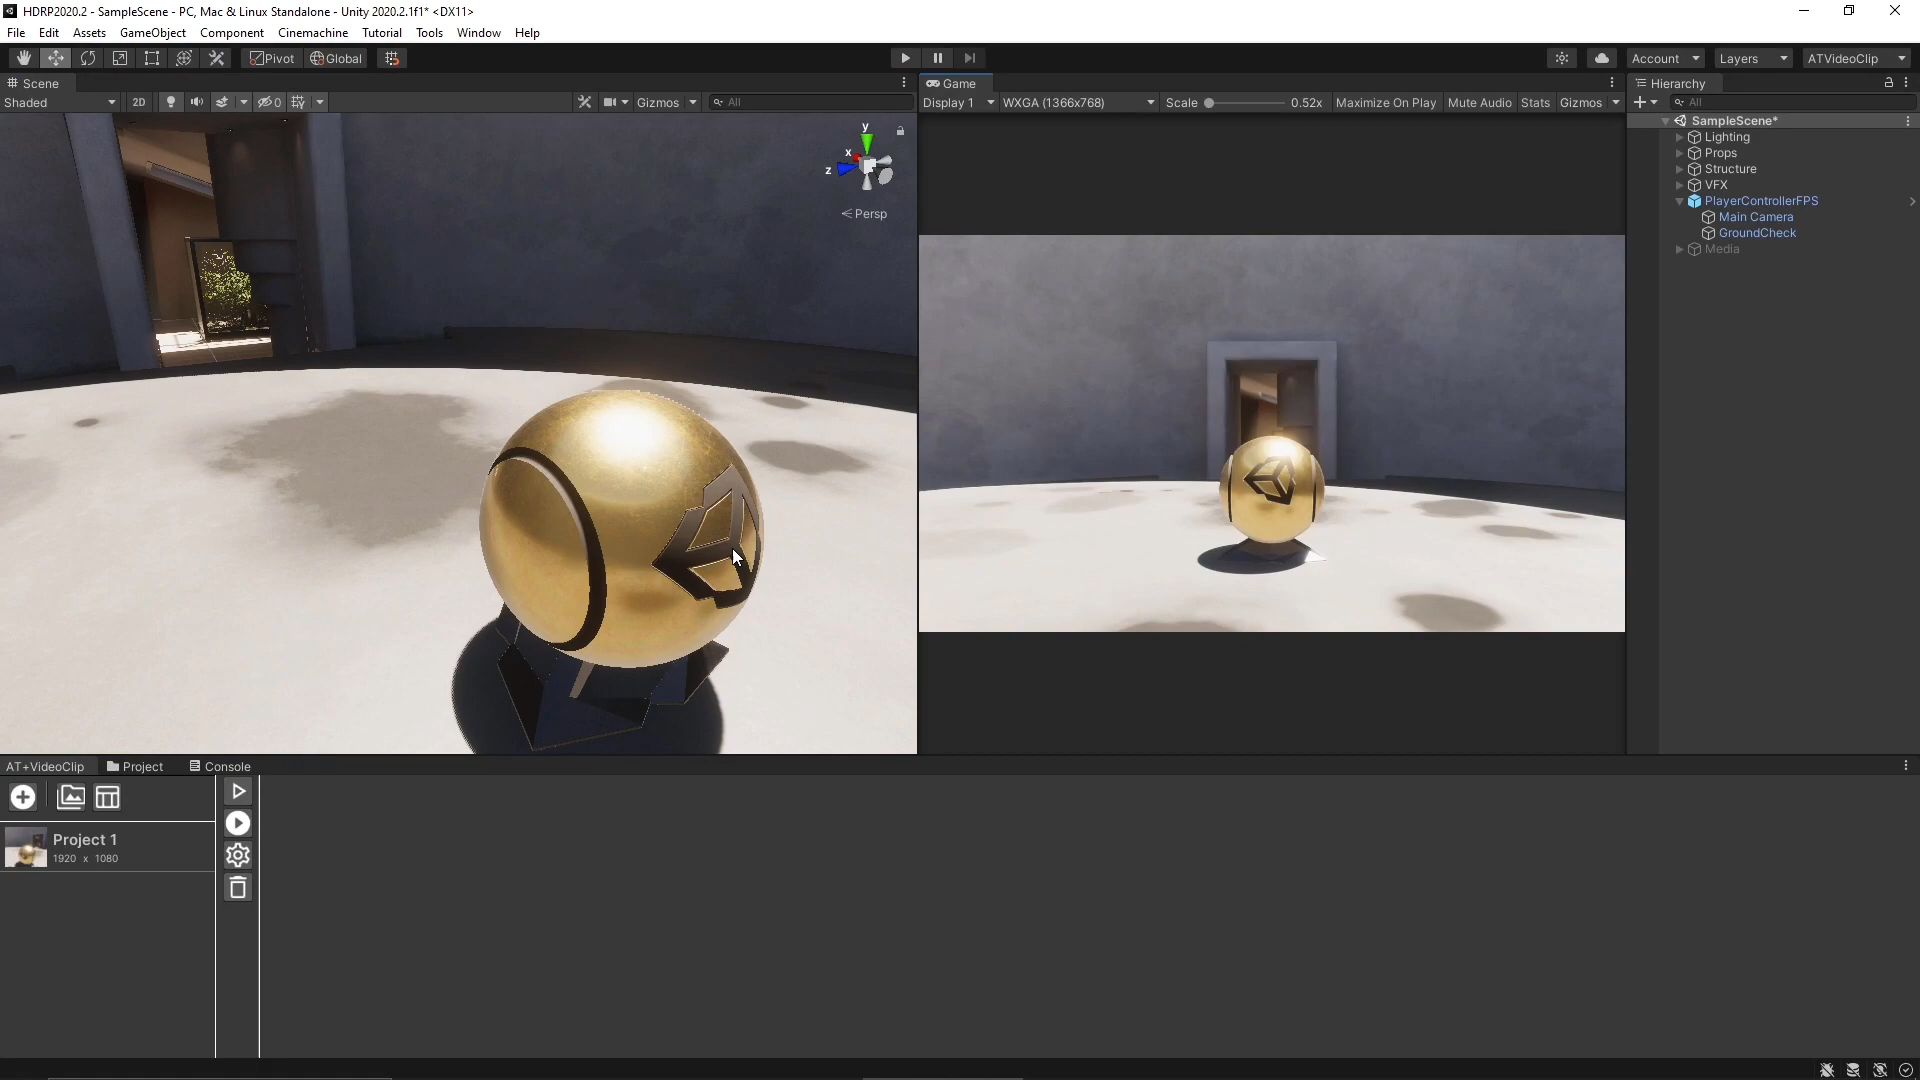 HDRP2020.2 - SampleScene - PC, Mac & Linux Standalone - Unity 2020.2.1f1* <DX11>
File Edit Assets GameObject Component Cinemachine Tutorial Tools Window Help
Pivot Global Account Layers ATVideoClip
Scene
Shaded 2D 0 Gizmos All
y
x
z
Persp
Game
Display 1 WXGA (1366x768) Scale 0.52x Maximize On Play Mute Audio Stats Gizmos
Hierarchy
All
SampleScene*
Lighting
Props
Structure
VFX
PlayerControllerFPS
Main Camera
GroundCheck
Media
AT+VideoClip Project Console
Project 1
1920 x 1080